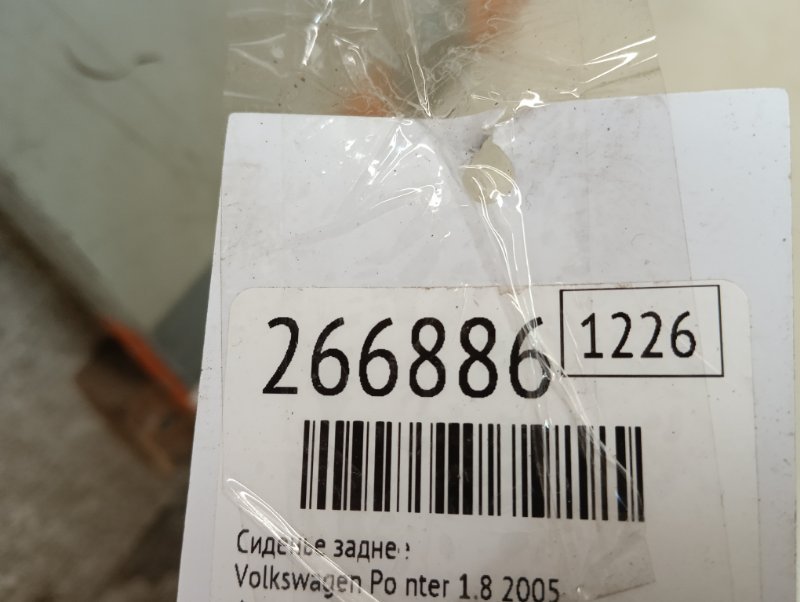 266886 1226
Сиденье заднее
Volkswagen Pointer 1.8 2005